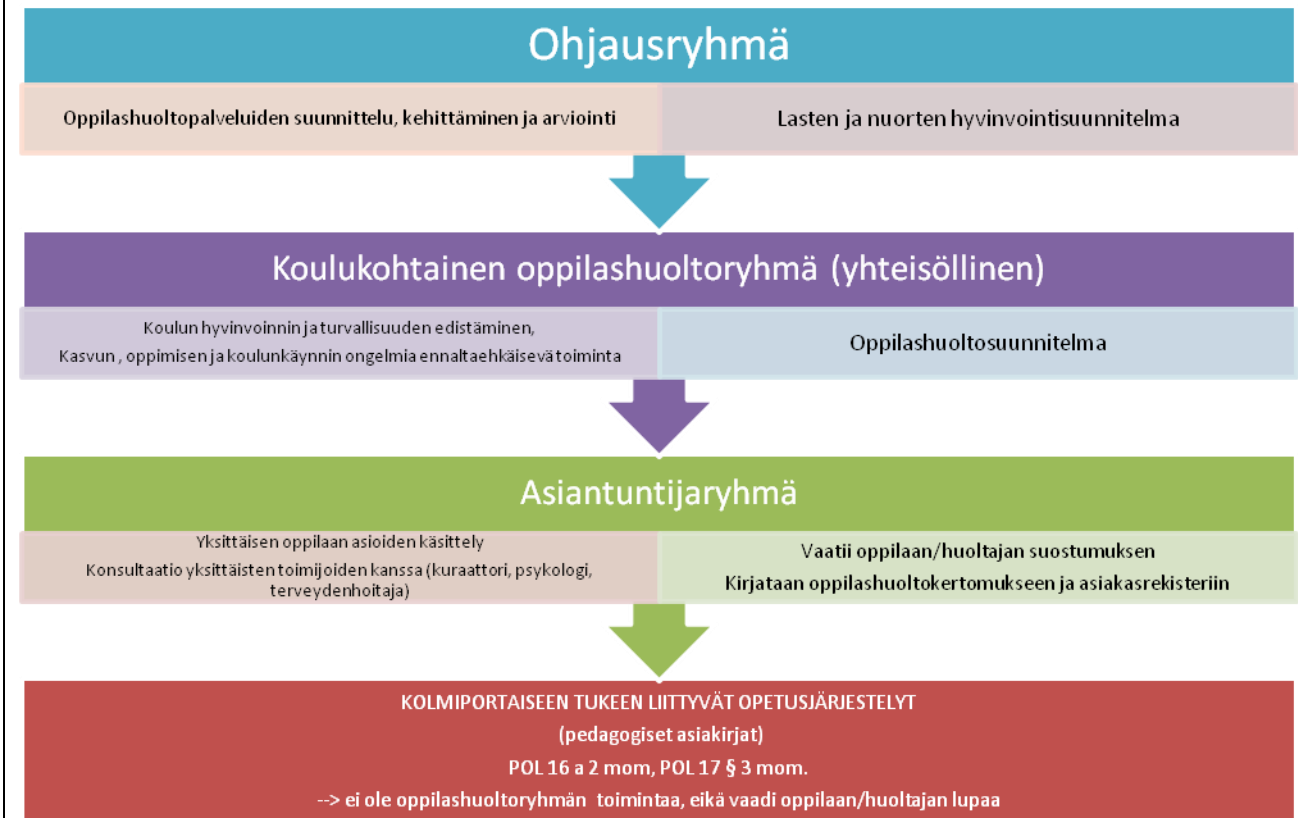 Ohjausryhmä
Oppilashuoltopalveluiden suunnittelu, kehittäminen ja arviointi
Lasten ja nuorten hyvinvointisuunnitelma
Koulukohtainen oppilashuoltoryhmä (yhteisöllinen)
Koulun hyvinvoinnin ja turvallisuuden edistäminen,
Kasvun , oppimisen ja koulunkäynnin ongelmia ennaltaehkäisevä toiminta
Oppilashuoltosuunnitelma
Asiantuntijaryhmä
Yksittäisen oppilaan asioiden käsittely
Konsultaatio yksittäisten toimijoiden kanssa (kuraattori, psykologi,
terveydenhoitaja)
Vaatii oppilaan/huoltajan suostumuksen
Kirjataan oppilashuoltokertomukseen ja asiakasrekisteriin
KOLMIPORTAISEEN TUKEEN LIITTYVÄT OPETUSJÄRJESTELYT
(pedagogiset asiakirjat)
POL 16 a 2 mom, POL 17 § 3 mom.
--> ei ole oppilashuoltoryhmän toimintaa, eikä vaadi oppilaan/huoltajan lupaa